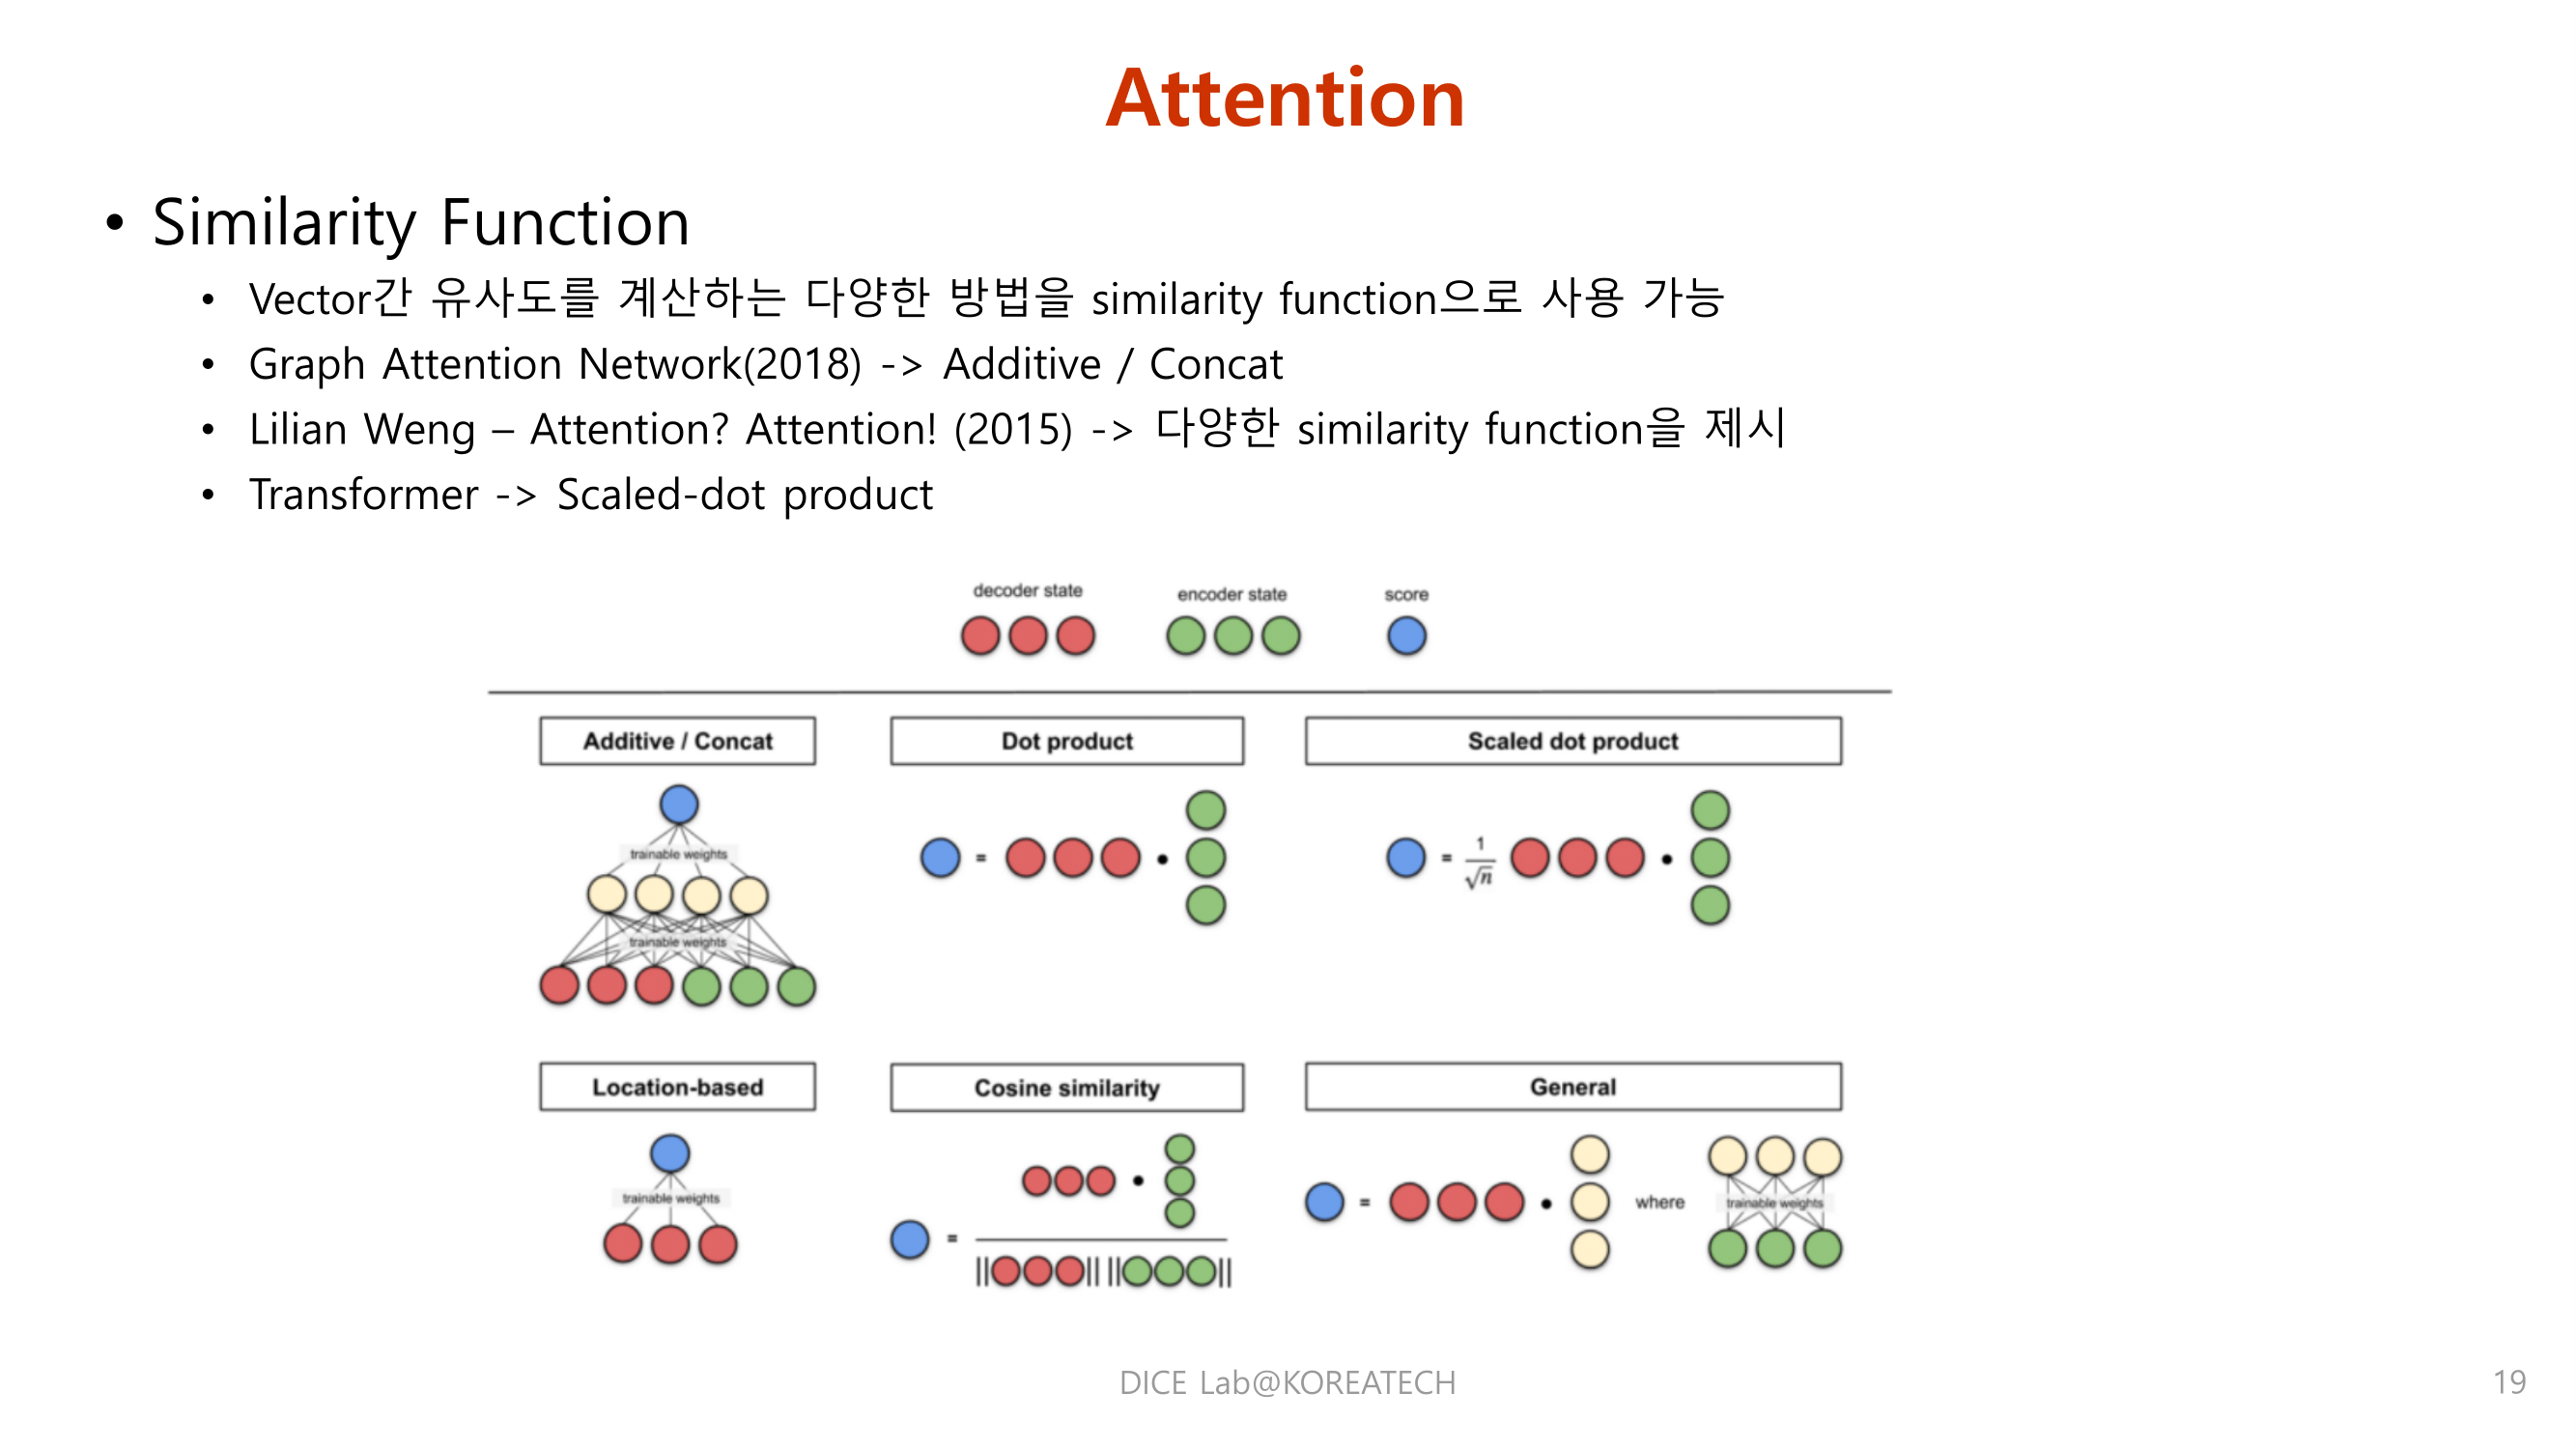 Attention
• Similarity Function
• Vector간 유사도를 계산하는 다양한 방법을 similarity function으로 사용 가능
• Graph Attention Network(2018) -> Additive / Concat
• Lilian Weng – Attention? Attention! (2015) -> 다양한 similarity function을 제시
• Transformer -> Scaled-dot product
decoder state encoder state score
Additive / Concat Dot product Scaled dot product
trainable weights
trainable weights
= •
= 1/√n •
Location-based Cosine similarity General
trainable weights
•
=
|| || || ||
= • where trainable weights
DICE Lab@KOREATECH 19